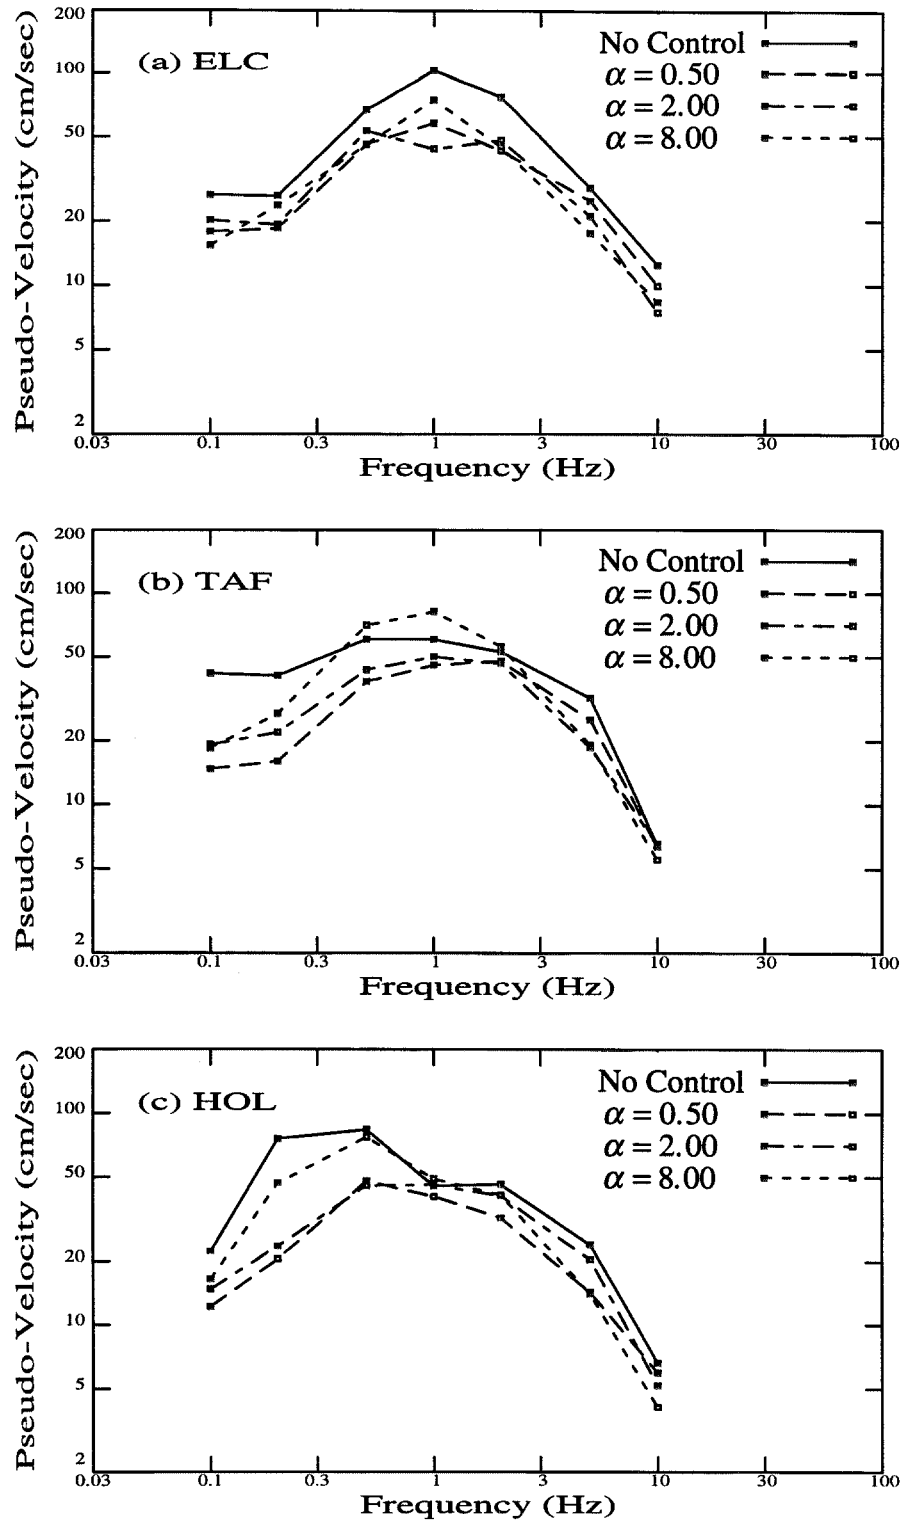 200
(a) ELC
No Control
100
α = 0.50
α = 2.00
50
α = 8.00
20
10
5
2
Pseudo-Velocity (cm/sec)
0.03 0.1 0.3 1 3 10 30 100
Frequency (Hz)
200
(b) TAF
No Control
100
α = 0.50
α = 2.00
50
α = 8.00
20
10
5
2
Pseudo-Velocity (cm/sec)
0.03 0.1 0.3 1 3 10 30 100
Frequency (Hz)
200
(c) HOL
No Control
100
α = 0.50
α = 2.00
50
α = 8.00
20
10
5
2
Pseudo-Velocity (cm/sec)
0.03 0.1 0.3 1 3 10 30 100
Frequency (Hz)